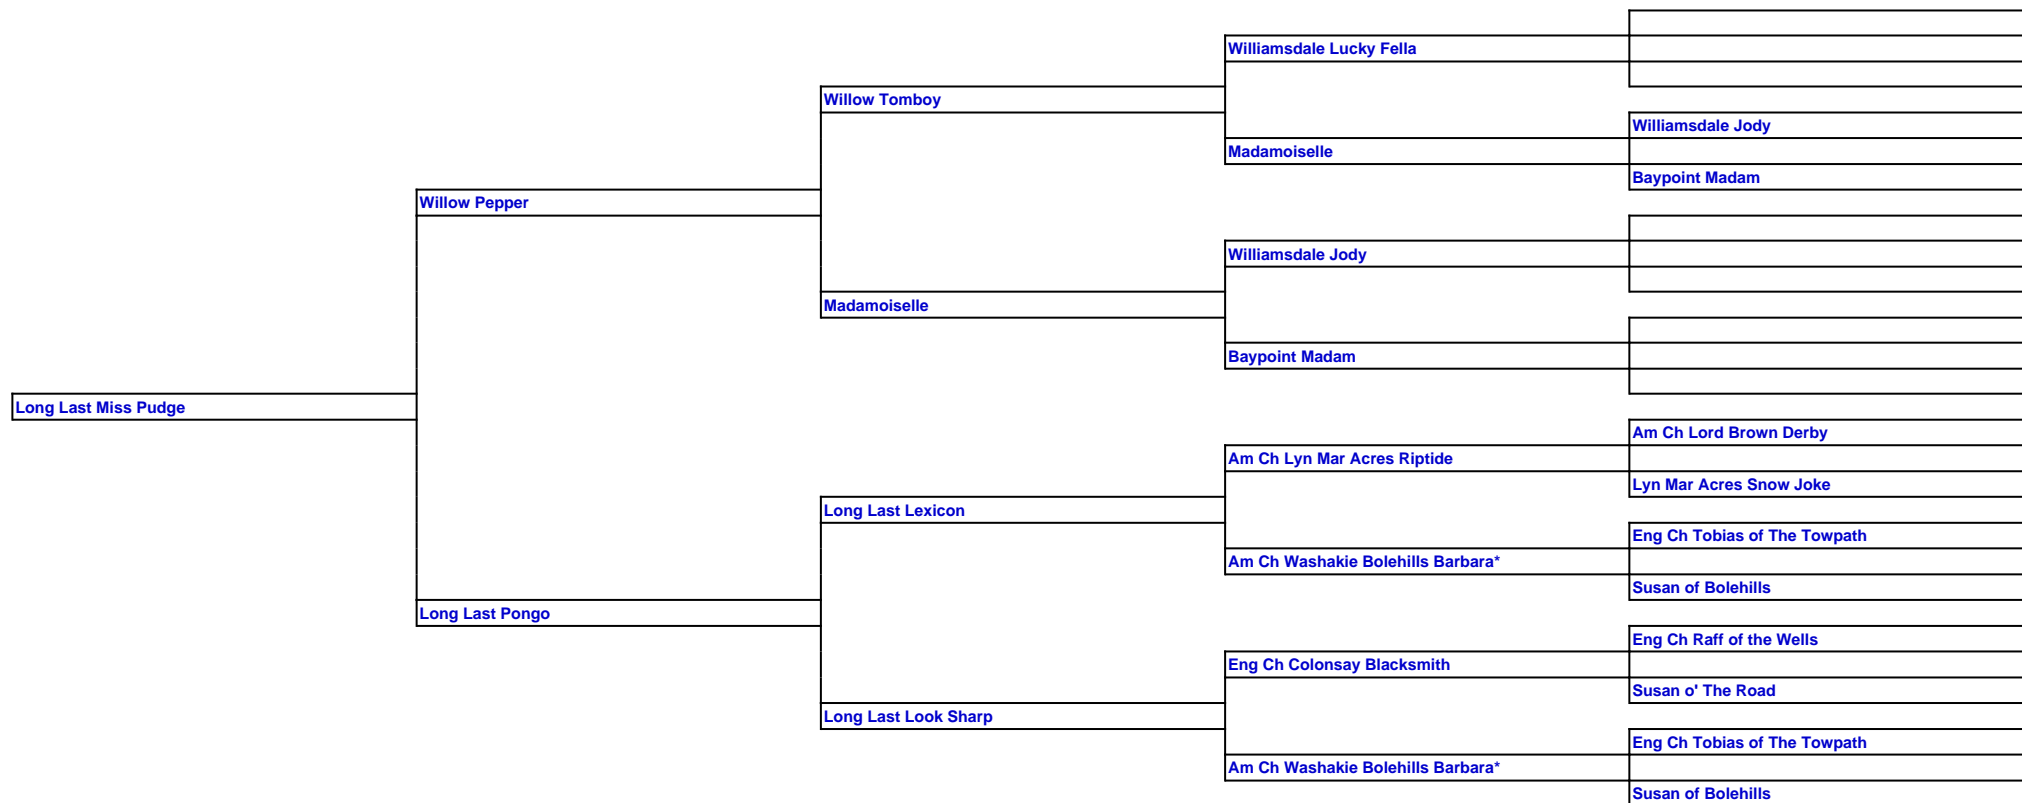 Williamsdale Lucky Fella
Willow Tomboy
Williamsdale Jody
Madamoiselle
Baypoint Madam
Willow Pepper
Williamsdale Jody
Madamoiselle
Baypoint Madam
Long Last Miss Pudge
Am Ch Lord Brown Derby
Am Ch Lyn Mar Acres Riptide
Lyn Mar Acres Snow Joke
Long Last Lexicon
Eng Ch Tobias of The Towpath
Am Ch Washakie Bolehills Barbara*
Susan of Bolehills
Long Last Pongo
Eng Ch Raff of the Wells
Eng Ch Colonsay Blacksmith
Susan o' The Road
Long Last Look Sharp
Eng Ch Tobias of The Towpath
Am Ch Washakie Bolehills Barbara*
Susan of Bolehills